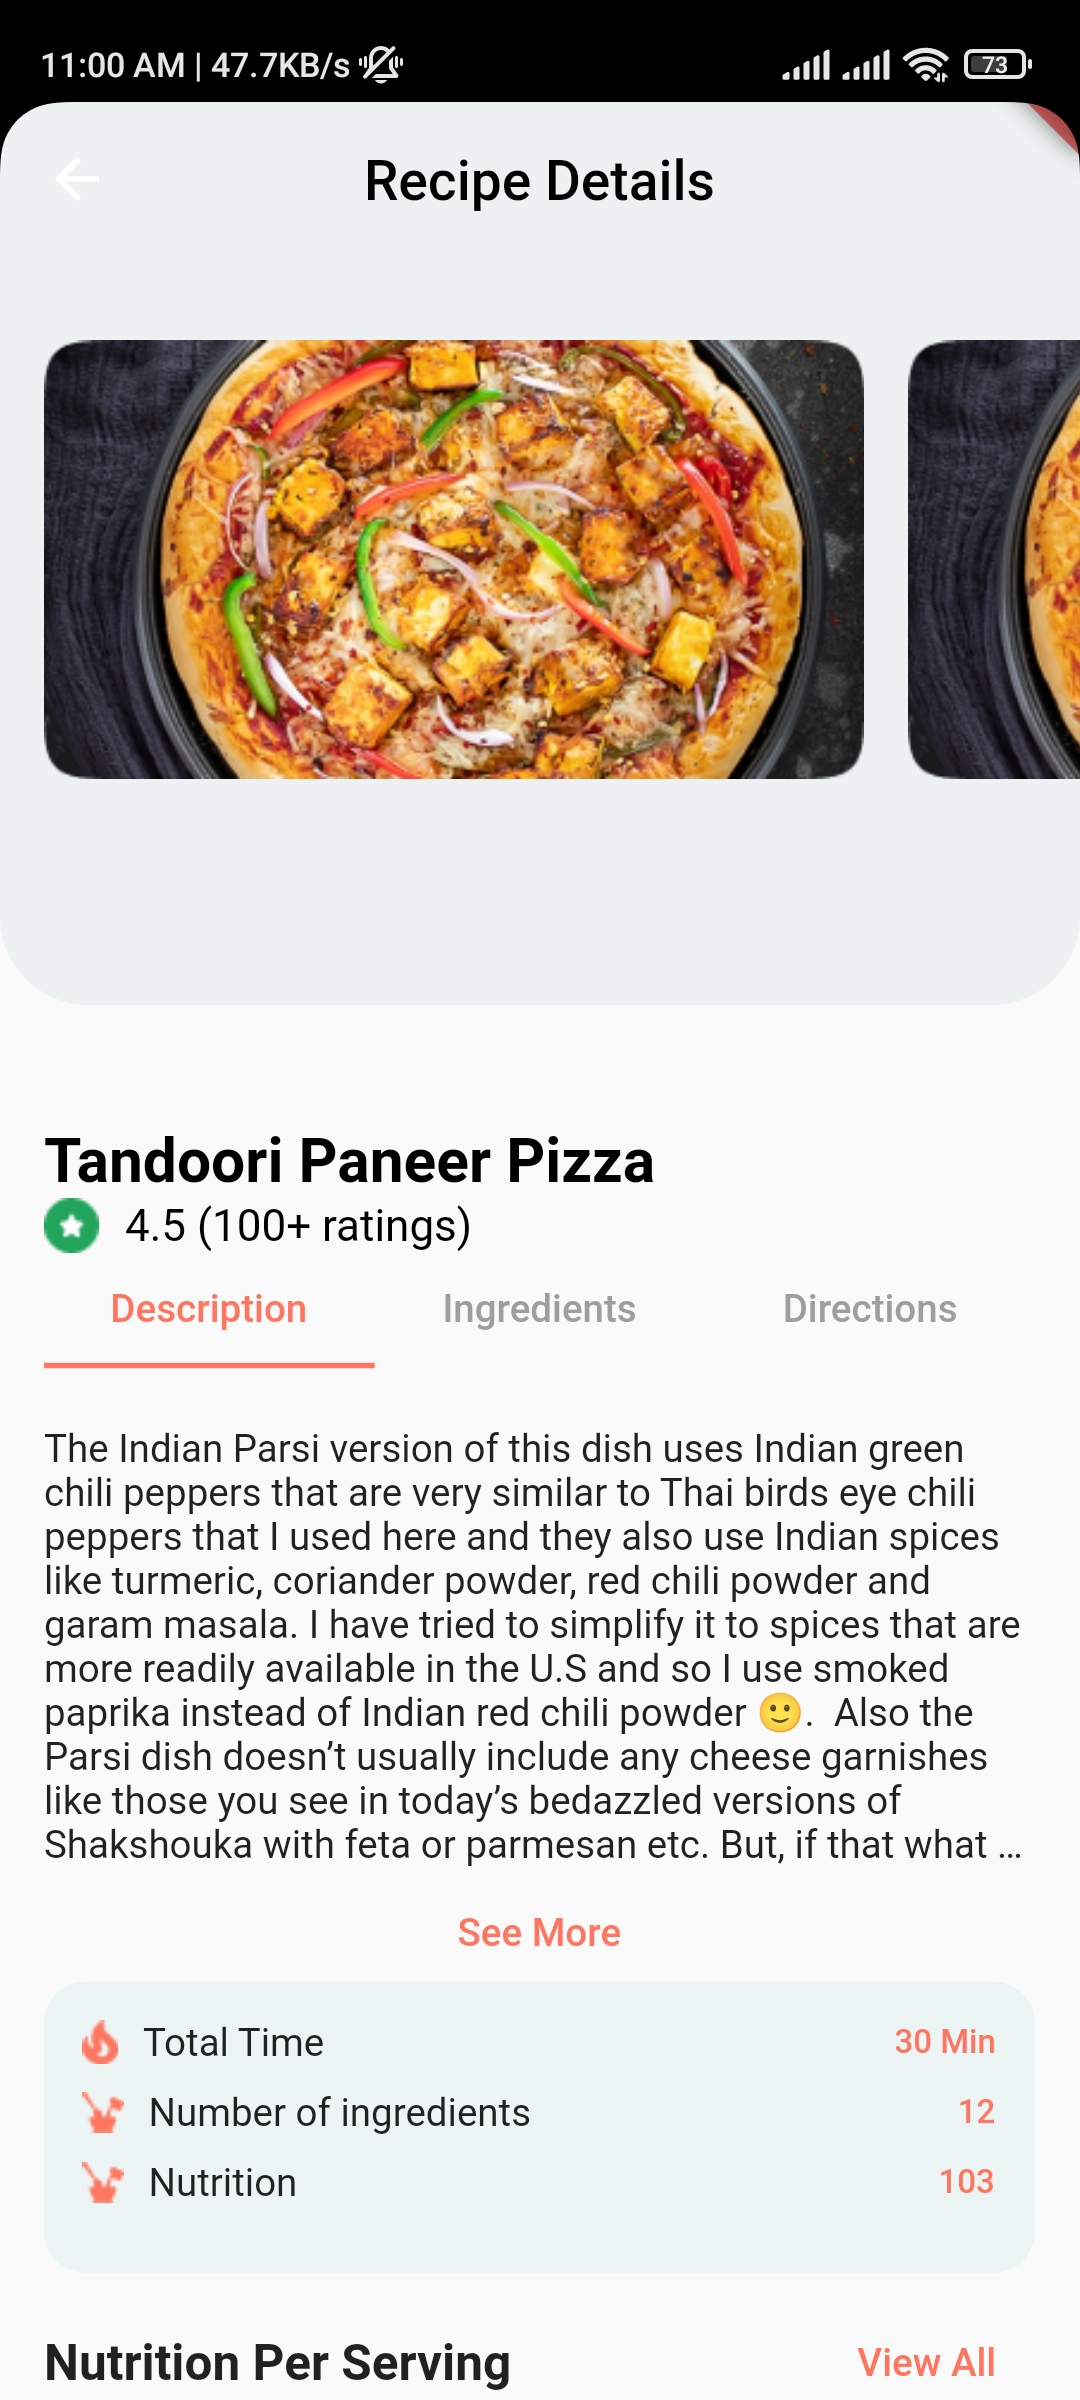 11:00 AM | 47.7KB/s
73
Recipe Details
Tandoori Paneer Pizza
4.5 (100+ ratings)
Description Ingredients Directions
The Indian Parsi version of this dish uses Indian green
chili peppers that are very similar to Thai birds eye chili
peppers that I used here and they also use Indian spices
like turmeric, coriander powder, red chili powder and
garam masala. I have tried to simplify it to spices that are
more readily available in the U.S and so I use smoked
paprika instead of Indian red chili powder 🙂.  Also the
Parsi dish doesn’t usually include any cheese garnishes
like those you see in today’s bedazzled versions of
Shakshouka with feta or parmesan etc. But, if that what ...
See More
Total Time 30 Min
Number of ingredients 12
Nutrition 103
Nutrition Per Serving View All